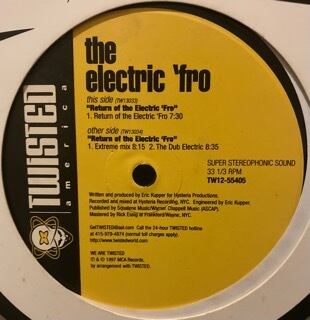 the
electric 'fro
this side (TW13033)
"Return of the Electric 'Fro"
1. Return of the Electric 'Fro 7:30
other side (TW13034)
"Return of the Electric 'Fro"
1. Extreme mix 8:15 2. The Dub Electric 8:35
SUPER STEREOPHONIC SOUND
33 1/3 RPM
TW12-55405
Written and produced by Eric Kupper for Hysteria Productions.
Recorded and mixed at Hysteria Recording, NYC. Engineered by Eric Kupper.
Published by Squaliene Music/Warner Chappell Music (ASCAP).
Mastered by Rick Essig at Frankford/Wayne, NYC.
GetTWISTED@aol.com Call the 24-hour TWISTED hotline
at 415-979-4874 (normal toll charges apply).
http://www.twistedworld.com
WE ARE TWISTED
℗ & © 1997 MCA Records,
by arrangement with TWISTED.
TWISTED
america